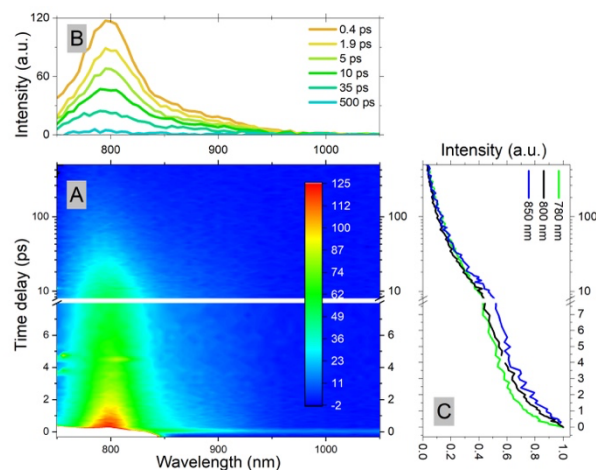 B
Intensity (a.u.)
120
60
0
0.4 ps
1.9 ps
5 ps
10 ps
35 ps
500 ps
800
900
1000
A
Time delay (ps)
100
10
6
4
2
0
125
112
99
87
74
62
49
36
23
11
-2
800
900
1000
Wavelength (nm)
Intensity (a.u.)
850 nm
800 nm
780 nm
100
10
100
10
7
6
5
4
3
2
1
0
C
0.0
0.2
0.4
0.6
0.8
1.0